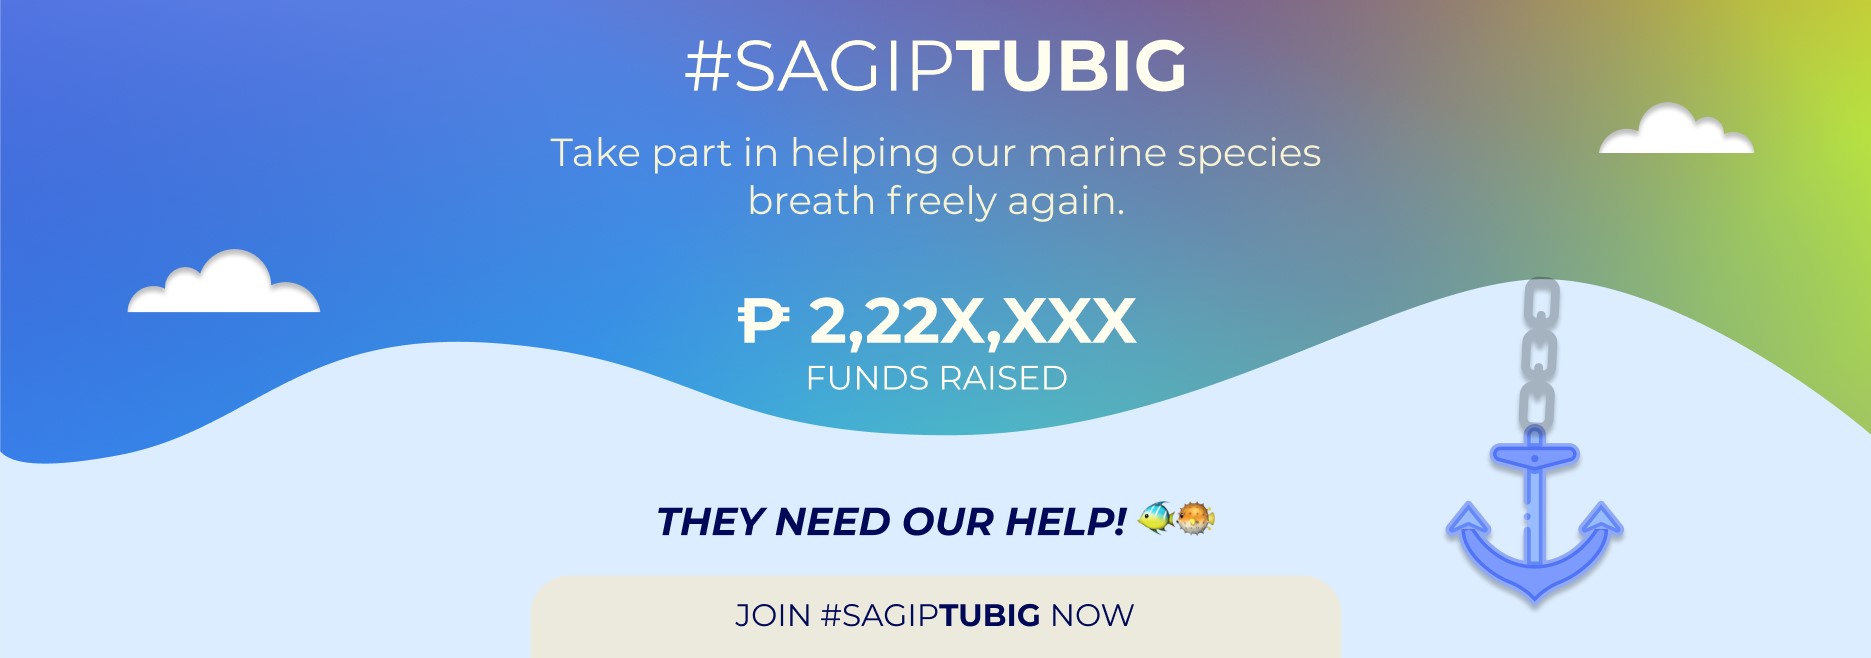 #SAGIPTUBIG
Take part in helping our marine species
breath freely again.
₱ 2,22X,XXX
FUNDS RAISED
THEY NEED OUR HELP! 🐠🐡
JOIN #SAGIPTUBIG NOW